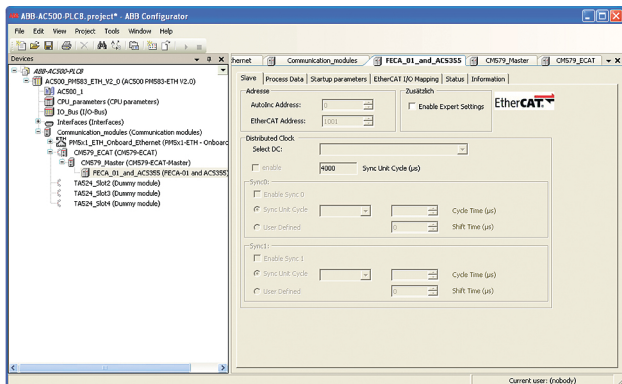 ABB-AC500-PLCB.project* - ABB Configurator
File Edit View Project Tools Window Help
Devices
ABB-AC500-PLCB
AC500_PM583_ETH_V2_0 (AC500 PM583-ETH V2.0)
AC500_1
CPU_parameters (CPU parameters)
IO_Bus (I/O-Bus)
Interfaces (Interfaces)
Communication_modules (Communication modules)
PM5x1_ETH_Onboard_Ethernet (PM5x1-ETH - Onboarc
CM579_ECAT (CM579-ECAT)
CM579_Master (CM579-ECAT-Master)
FECA_01_and_ACS355 (FECA-01 and ACS355)
TA524_Slot2 (Dummy module)
TA524_Slot3 (Dummy module)
TA524_Slot4 (Dummy module)
hernet Communication_modules FECA_01_and_ACS355 CM579_Master CM579_ECAT
Slave Process Data Startup parameters EtherCAT I/O Mapping Status Information
Adresse
AutoInc Address: 0
EtherCAT Address: 1001
Zusätzlich
Enable Expert Settings
EtherCAT.
Distributed Clock
Select DC:
enable 4000 Sync Unit Cycle (µs)
Sync0:
Enable Sync 0
Sync Unit Cycle Cycle Time (µs)
User Defined 0 Shift Time (µs)
Sync1:
Enable Sync 1
Sync Unit Cycle Cycle Time (µs)
User Defined 0 Shift Time (µs)
Current user: (nobody)